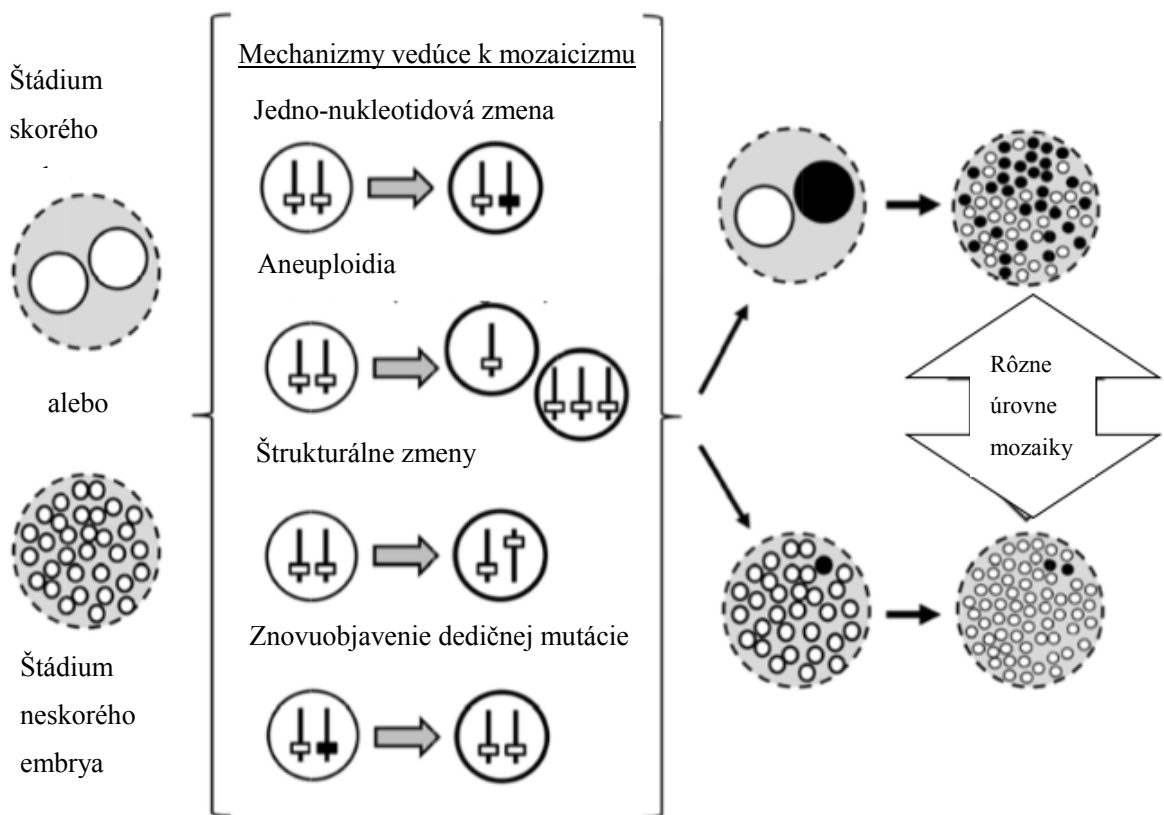 Štádium
skorého
alebo
Štádium
neskorého
embrya
Mechanizmy vedúce k mozaicizmu
Jedno-nukleotidová zmena
Aneuploidia
Štrukturálne zmeny
Znovuobjavenie dedičnej mutácie
Rôzne
úrovne
mozaiky